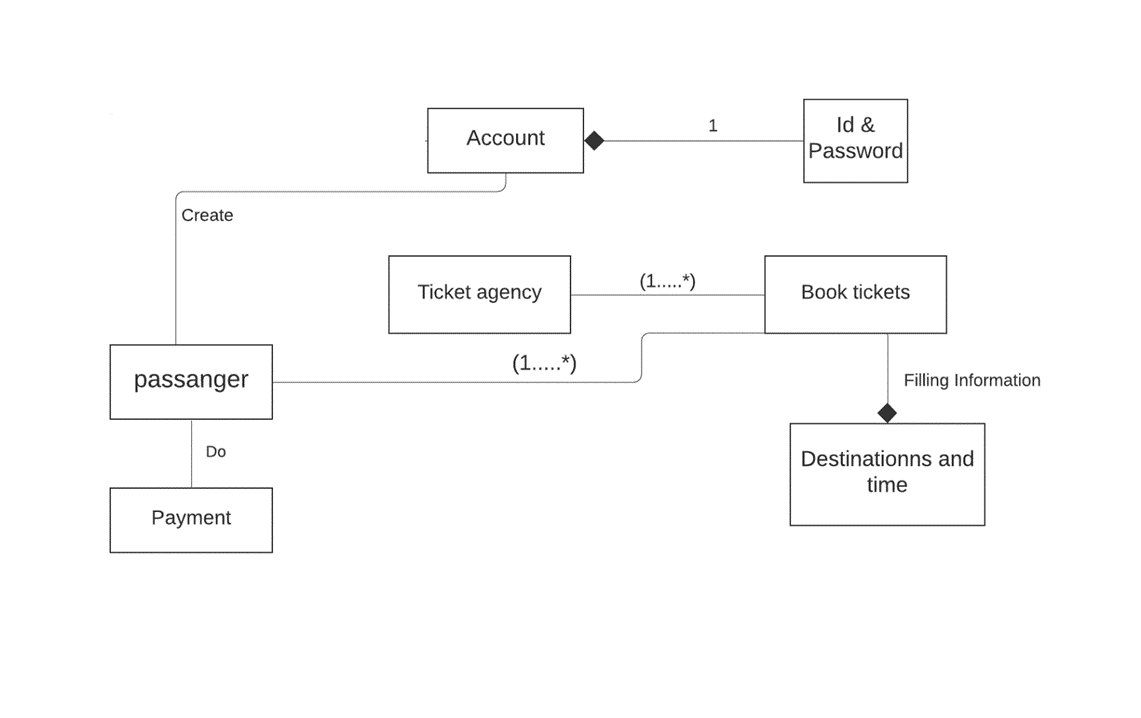 Account
1
Id &
Password
Create
Ticket agency
(1.....*)
Book tickets
passanger
(1.....*)
Filling Information
Do
Destinationns and
time
Payment